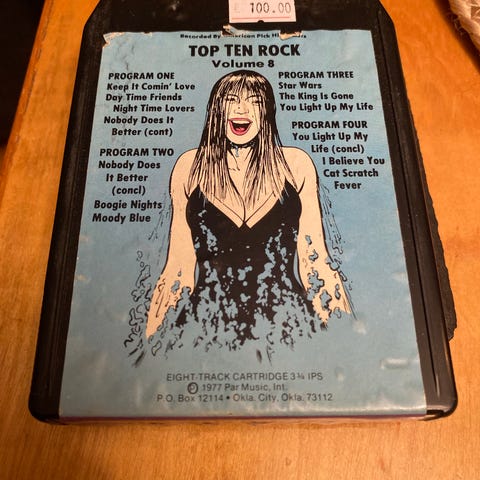 100.00
Recorded By American Pick Hi
TOP TEN ROCK
Volume 8
PROGRAM ONE
Keep It Comin' Love
Day Time Friends
Night Time Lovers
Nobody Does It
Better (cont)
PROGRAM TWO
Nobody Does
It Better
(concl)
Boogie Nights
Moody Blue
PROGRAM THREE
Star Wars
The King Is Gone
You Light Up My Life
PROGRAM FOUR
You Light Up My
Life (concl)
I Believe You
Cat Scratch
Fever
EIGHT-TRACK CARTRIDGE 3¾ IPS
© 1977 Par Music, Int.
P.O. Box 12114 • Okla. City, Okla. 73112